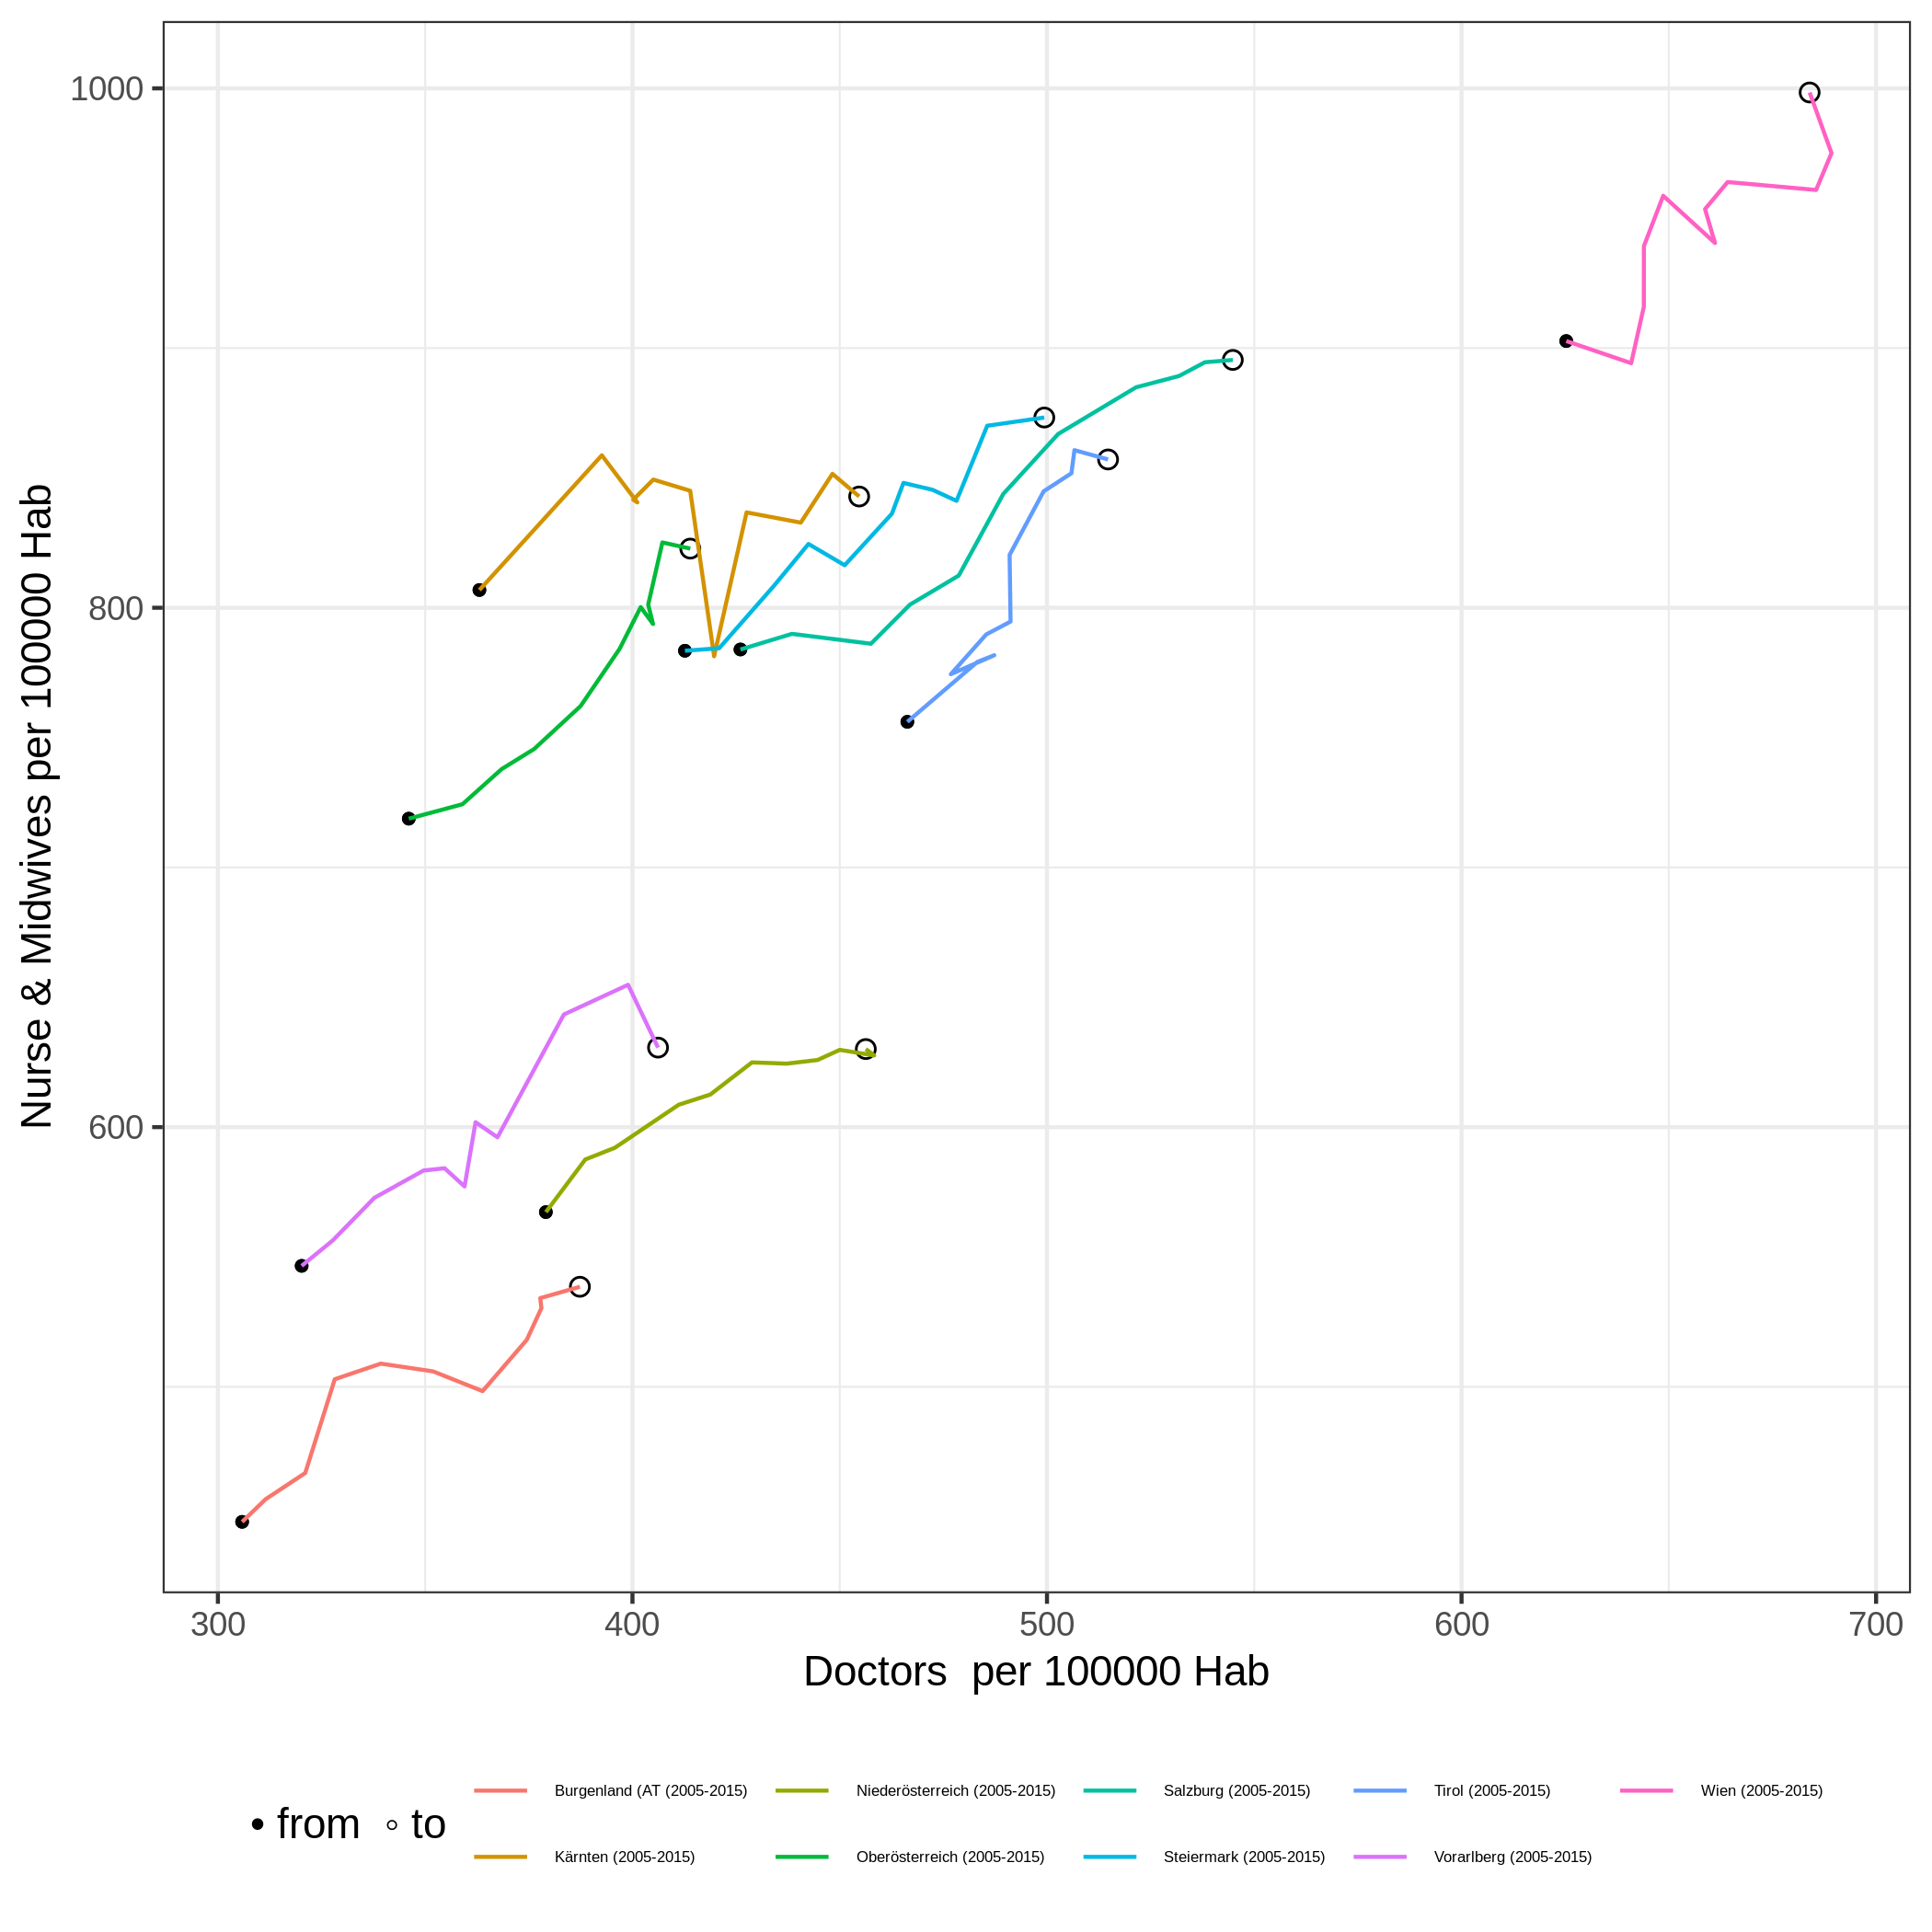 1000
800
600
Nurse & Midwives per 100000 Hab
300 400 500 600 700
Doctors  per 100000 Hab
from to
Burgenland (AT (2005-2015) Niederösterreich (2005-2015) Salzburg (2005-2015) Tirol (2005-2015) Wien (2005-2015)
Kärnten (2005-2015) Oberösterreich (2005-2015) Steiermark (2005-2015) Vorarlberg (2005-2015)